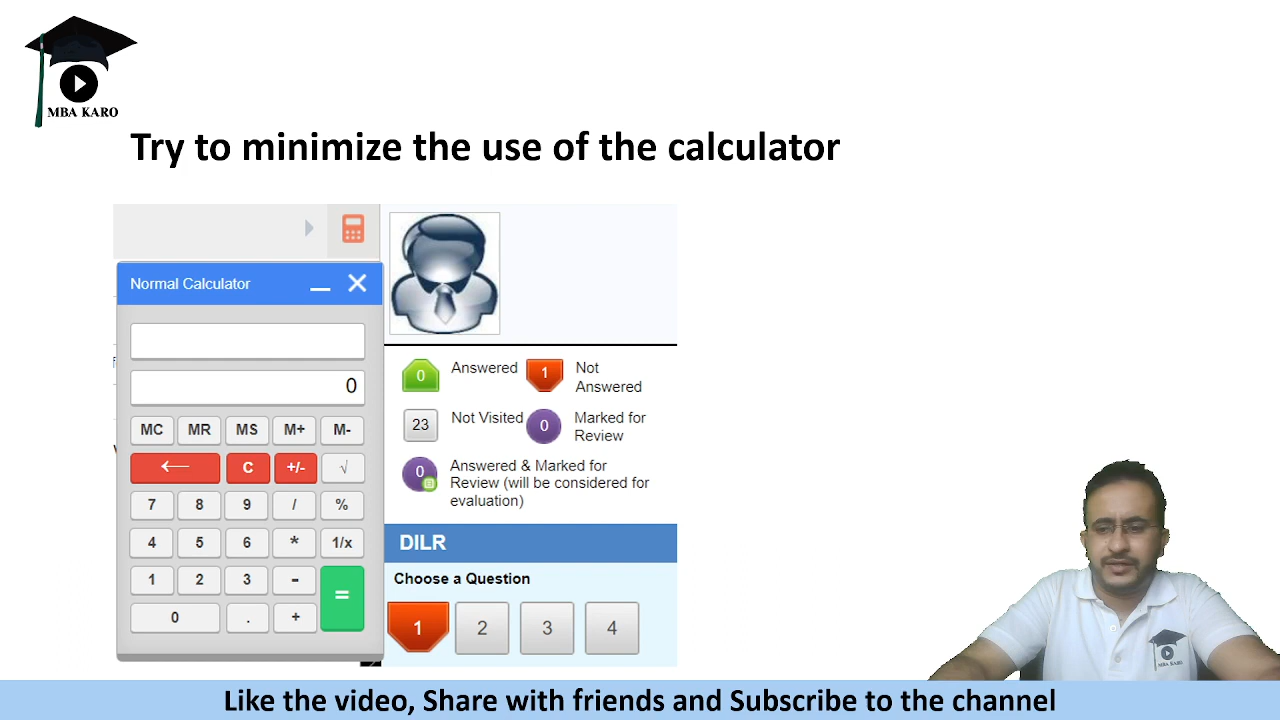 MBA KARO
Try to minimize the use of the calculator
Normal Calculator
0
MC MR MS M+ M-
← C +/- √
7 8 9 / %
4 5 6 * 1/x
1 2 3 - =
0 . +
0 Answered 1 Not
Answered
23 Not Visited 0 Marked for
Review
0 Answered & Marked for
Review (will be considered for
evaluation)
DILR
Choose a Question
1 2 3 4
MBA KARO
Like the video, Share with friends and Subscribe to the channel